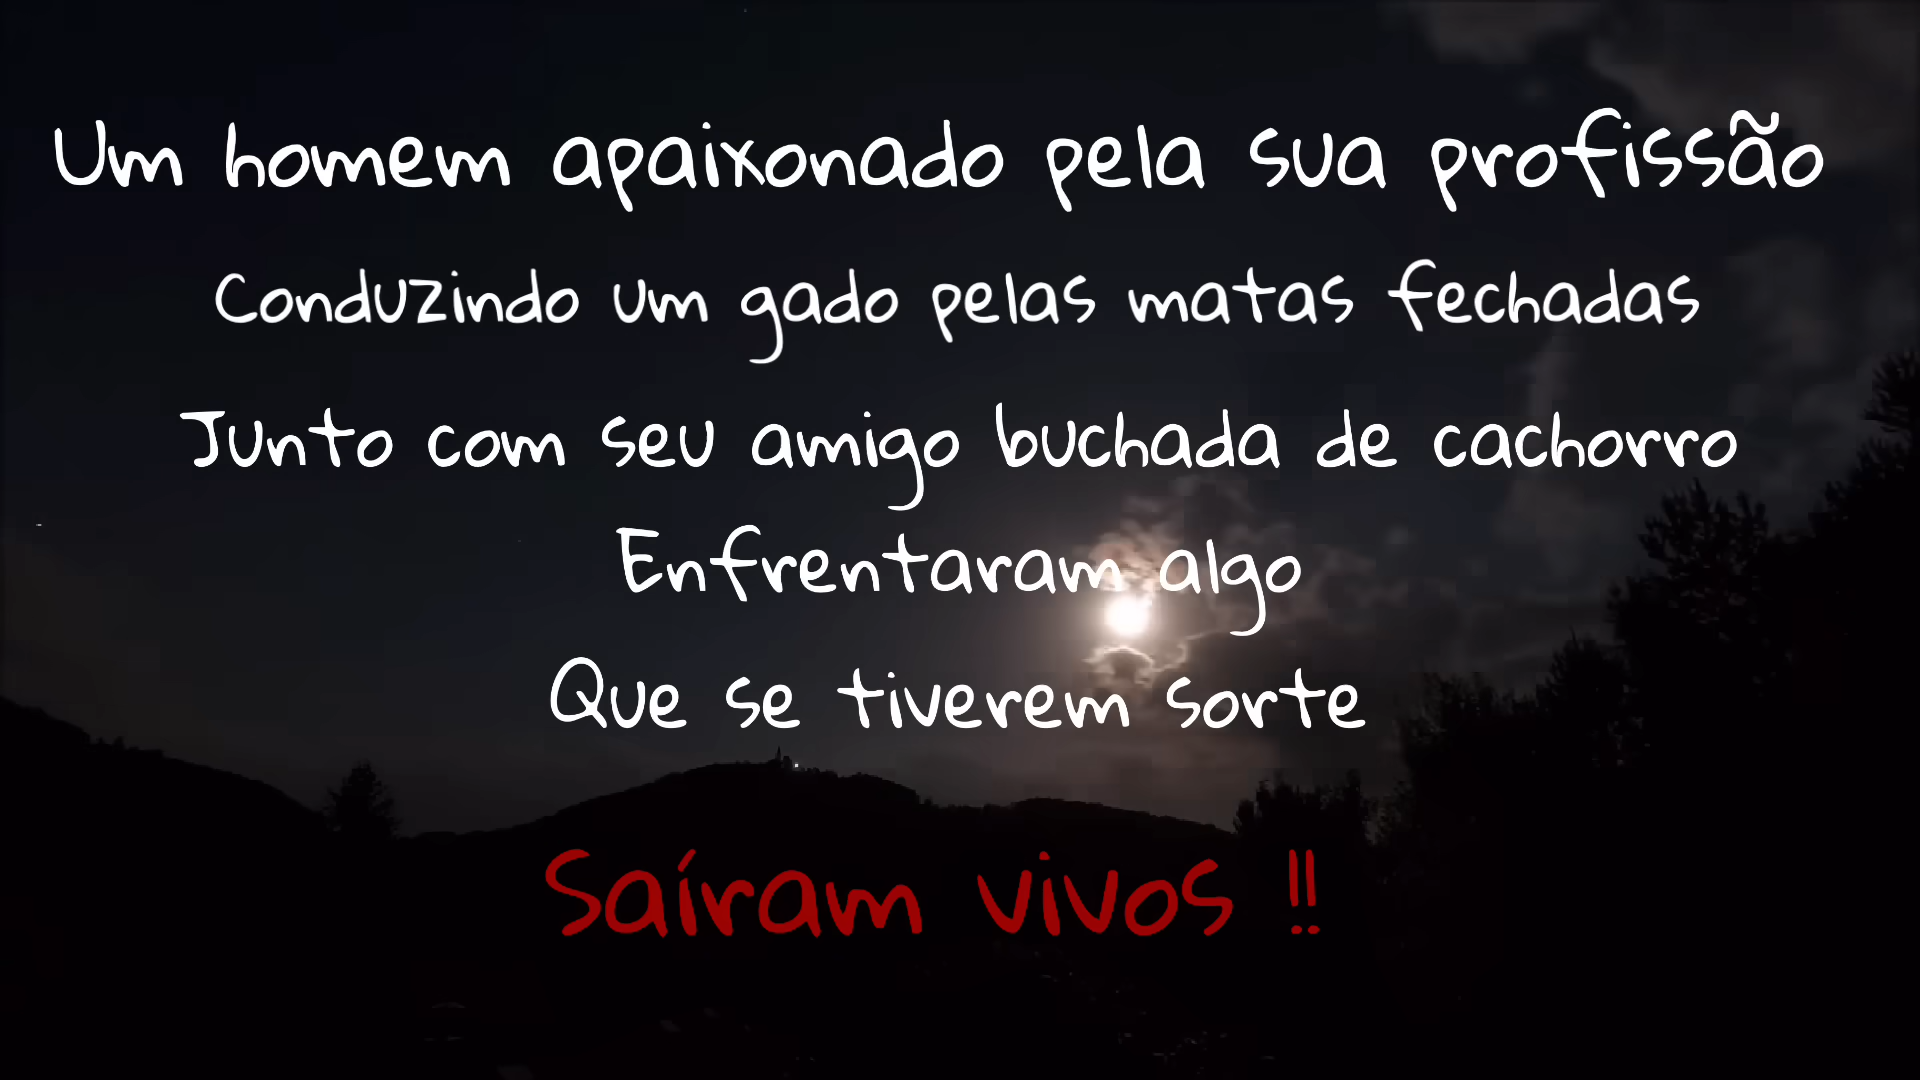 Um homem apaixonado pela sua profissão
Conduzindo um gado pelas matas fechadas
Junto com seu amigo buchada de cachorro
Enfrentaram algo
Que se tiverem sorte
Saíram vivos !!